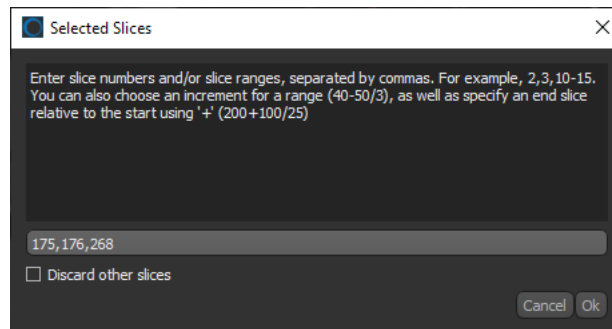 Selected Slices
Enter slice numbers and/or slice ranges, separated by commas. For example, 2,3,10-15.
You can also choose an increment for a range (40-50/3), as well as specify an end slice
relative to the start using '+' (200+100/25)
175,176,268
Discard other slices
Cancel Ok